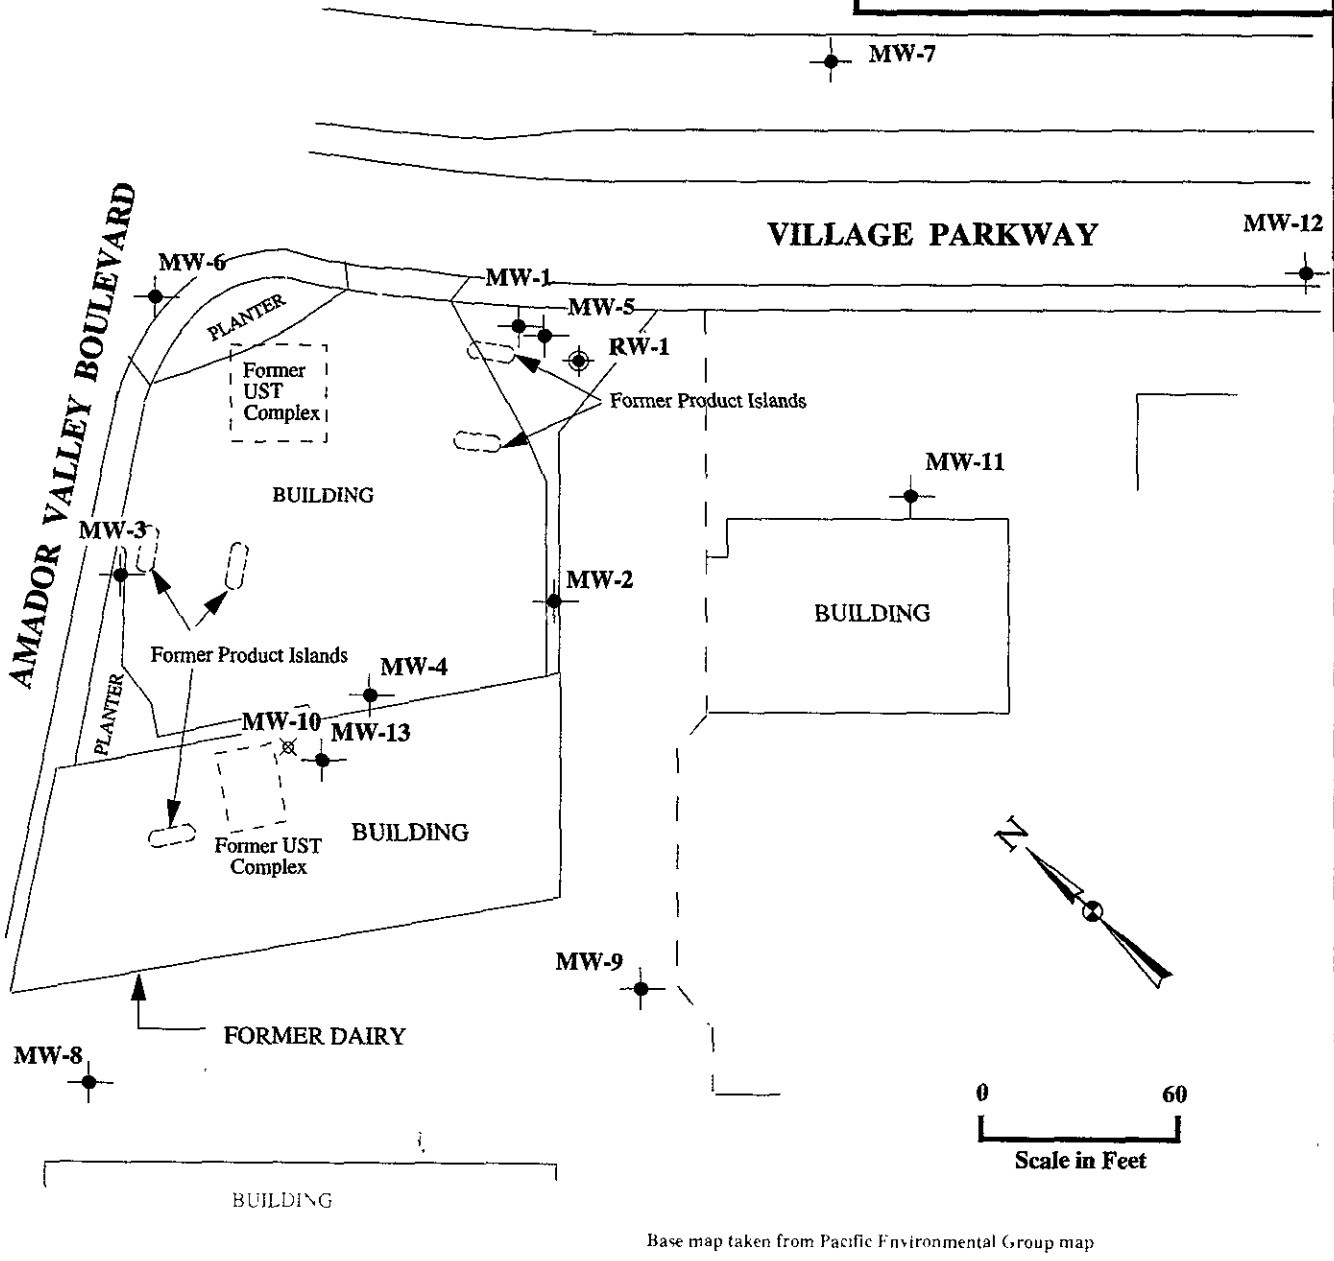 MW-7
VILLAGE PARKWAY
MW-12
AMADOR VALLEY BOULEVARD
MW-6
MW-1
PLANTER
MW-5
RW-1
Former
UST
Complex
Former Product Islands
BUILDING
MW-11
MW-3
MW-2
BUILDING
Former Product Islands
MW-4
PLANTER
MW-10
MW-13
BUILDING
Former UST
Complex
N
MW-9
FORMER DAIRY
MW-8
0 60
Scale in Feet
BUILDING
Base map taken from Pacific Environmental Group map